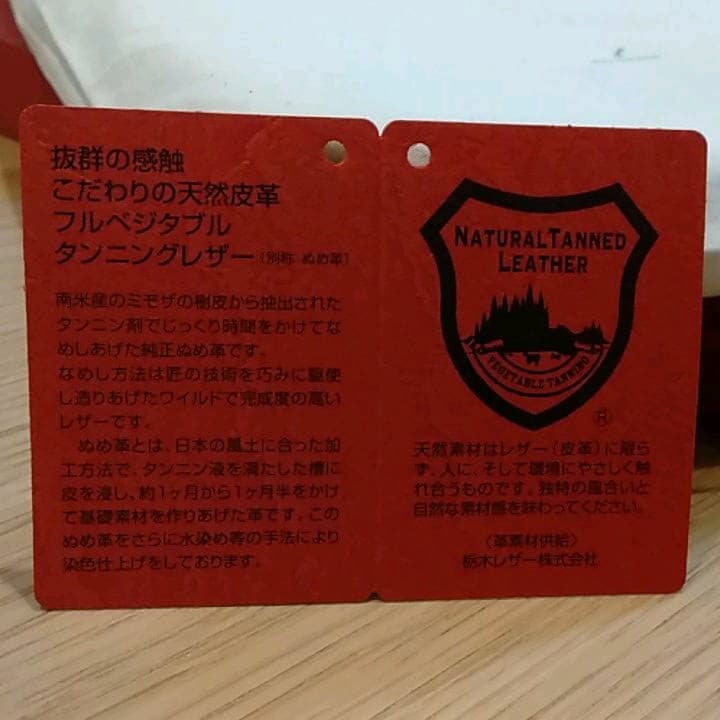 抜群の感触
こだわりの天然皮革
フルベジタブル
タンニングレザー（別称 ぬめ革）
南米産のミモザの樹皮から抽出された
タンニン剤でじっくり時間をかけてな
めしあげた純正ぬめ革です。
なめし方法は匠の技術を巧みに駆使
し造りあげたワイルドで完成度の高い
レザーです。
ぬめ革とは、日本の風土に合った加
工方法で、タンニン液を満たした槽に
皮を浸し、約1ヶ月から1ヶ月半をかけ
て基礎素材を作りあげた革です。この
ぬめ革をさらに水染め等の手法により
染色仕上げをしております。
NATURAL TANNED
LEATHER
VEGETABLE TANNING
®
天然素材はレザー（皮革）に限ら
ず、人に、そして環境にやさしく触
れ合うものです。独特の風合いと
自然な素材感を味わってください。
〈革素材供給〉
栃木レザー株式会社